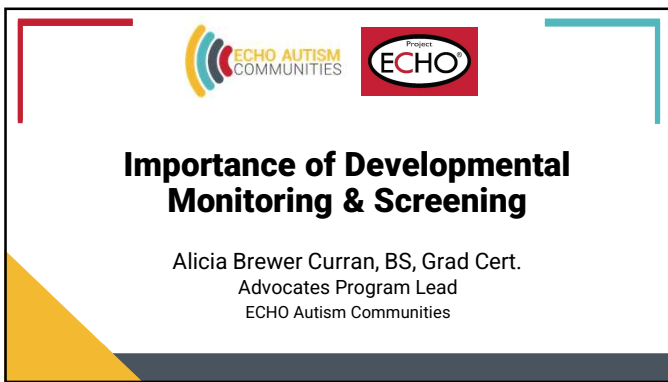 ECHO AUTISM
COMMUNITIES
Project
ECHO®
Importance of Developmental
Monitoring & Screening
Alicia Brewer Curran, BS, Grad Cert.
Advocates Program Lead
ECHO Autism Communities